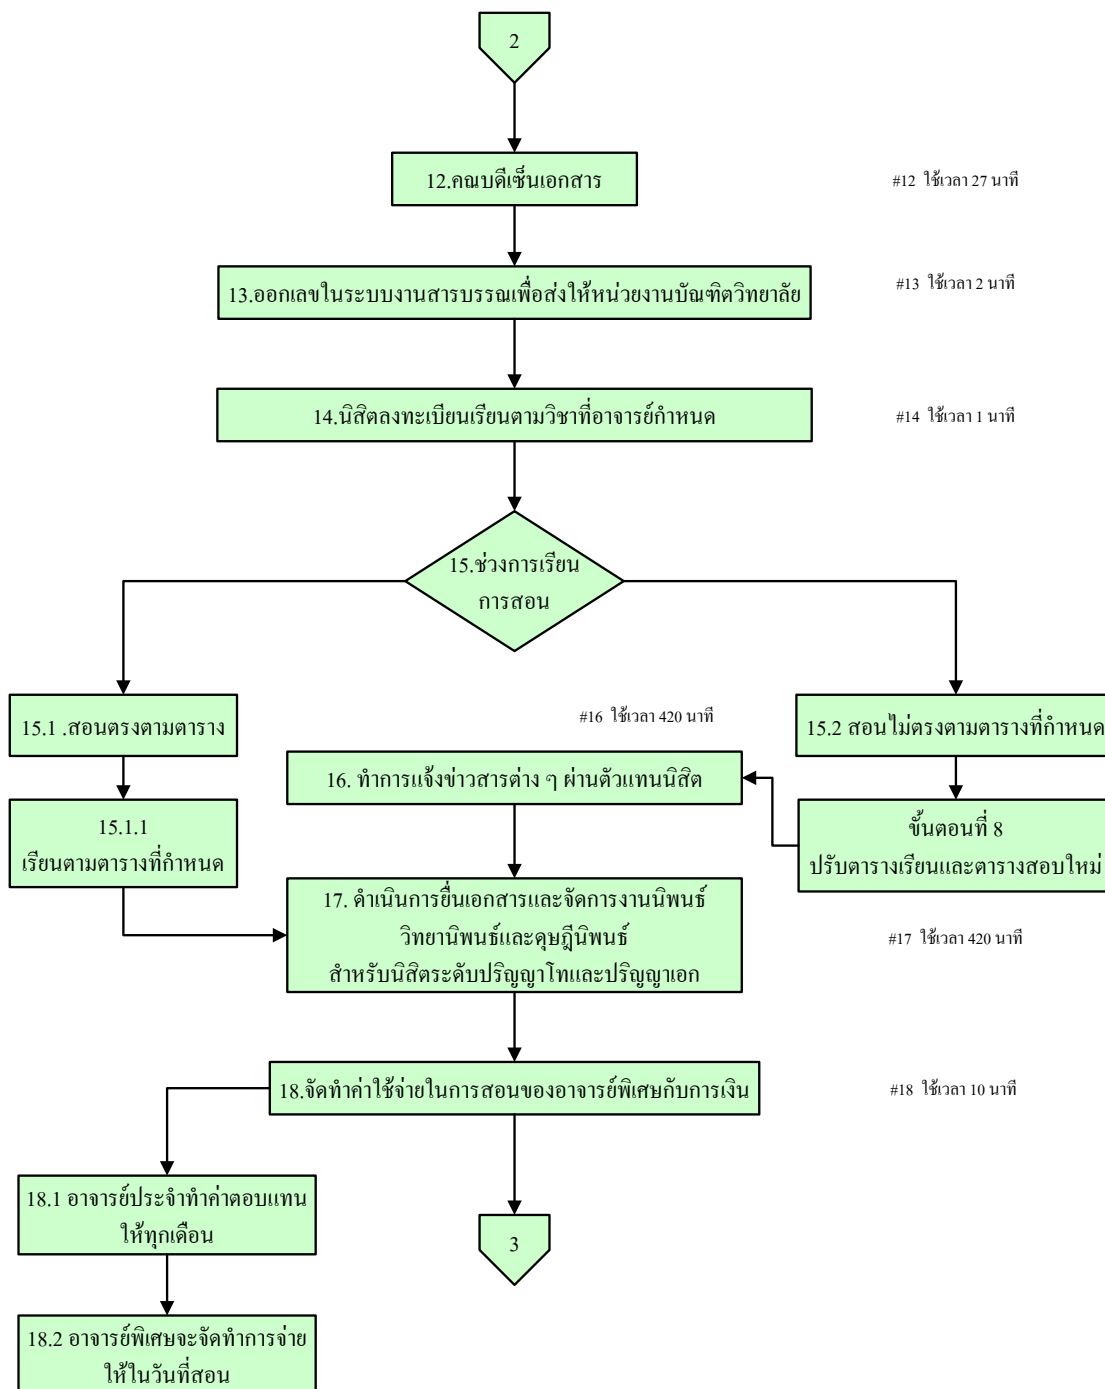 2
12.คณบดีเซ็นเอกสาร
#12 ใช้เวลา 27 นาที
13.ออกเลขในระบบงานสารบรรณเพื่อส่งให้หน่วยงานบัณฑิตวิทยาลัย
#13 ใช้เวลา 2 นาที
14.นิสิตลงทะเบียนเรียนตามวิชาที่อาจารย์กำหนด
#14 ใช้เวลา 1 นาที
15.ช่วงการเรียน
การสอน
15.1 .สอนตรงตามตาราง
15.1.1
เรียนตามตารางที่กำหนด
15.2 สอนไม่ตรงตามตารางที่กำหนด
ขั้นตอนที่ 8
ปรับตารางเรียนและตารางสอบใหม่
#16 ใช้เวลา 420 นาที
16. ทำการแจ้งข่าวสารต่าง ๆ ผ่านตัวแทนนิสิต
17. ดำเนินการยื่นเอกสารและจัดการงานนิพนธ์
วิทยานิพนธ์และดุษฎีนิพนธ์
สำหรับนิสิตระดับปริญญาโทและปริญญาเอก
#17 ใช้เวลา 420 นาที
18.จัดทำค่าใช้จ่ายในการสอนของอาจารย์พิเศษกับการเงิน
#18 ใช้เวลา 10 นาที
18.1 อาจารย์ประจำทำค่าตอบแทน
ให้ทุกเดือน
3
18.2 อาจารย์พิเศษจะจัดทำการจ่าย
ให้ในวันที่สอน